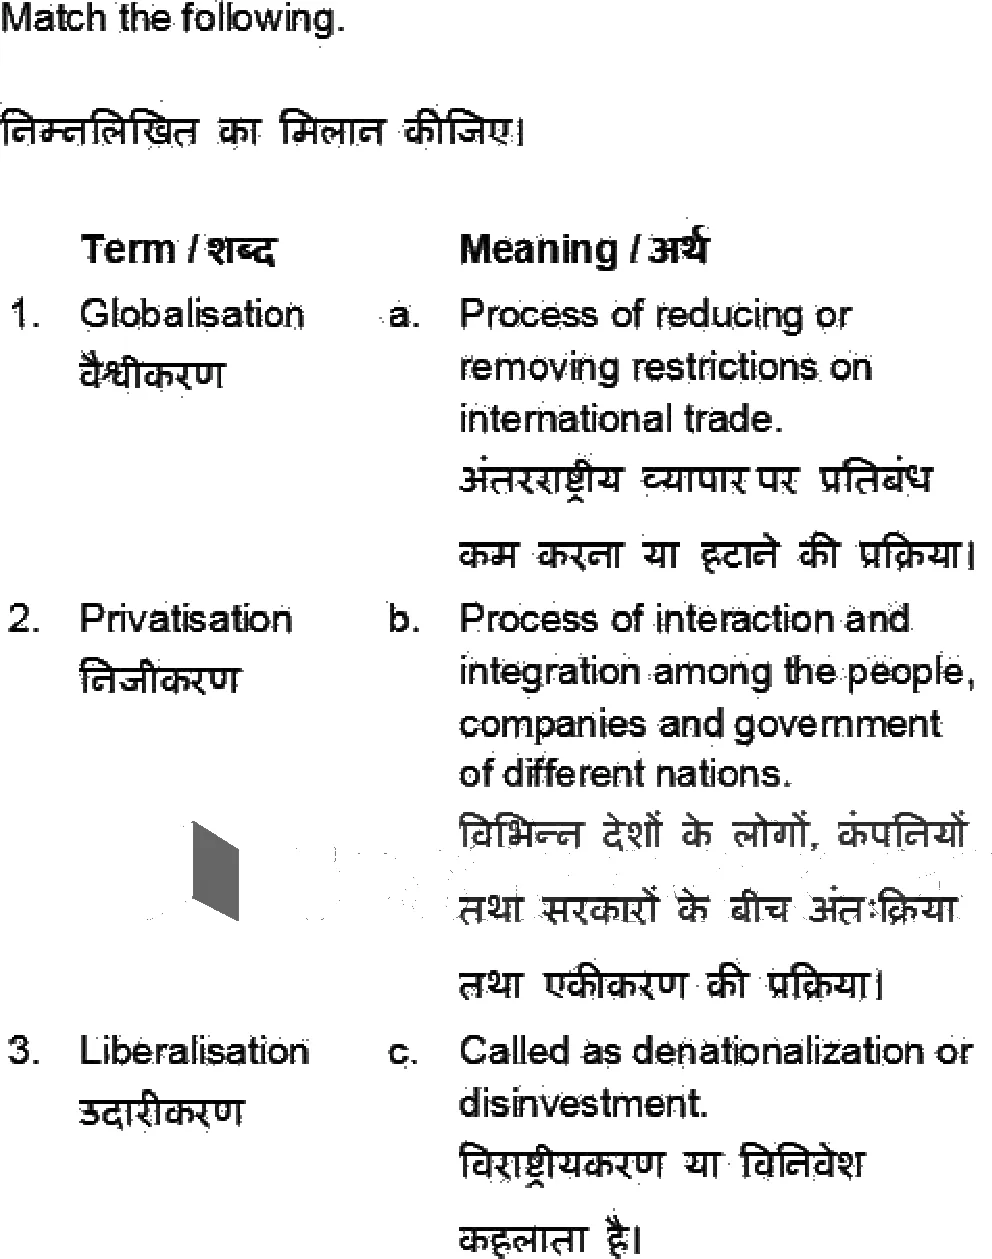 Match the following.
निम्नलिखित का मिलान कीजिए।
Term / शब्द Meaning / अर्थ
1. Globalisation a. Process of reducing or
वैश्वीकरण removing restrictions on
international trade.
अंतरराष्ट्रीय व्यापार पर प्रतिबंध
कम करना या हटाने की प्रक्रिया।
2. Privatisation b. Process of interaction and
निजीकरण integration among the people,
companies and government
of different nations.
विभिन्न देशों के लोगों, कंपनियों
तथा सरकारों के बीच अंतःक्रिया
तथा एकीकरण की प्रक्रिया।
3. Liberalisation c. Called as denationalization or
उदारीकरण disinvestment.
विराष्ट्रीयकरण या विनिवेश
कहलाता है।